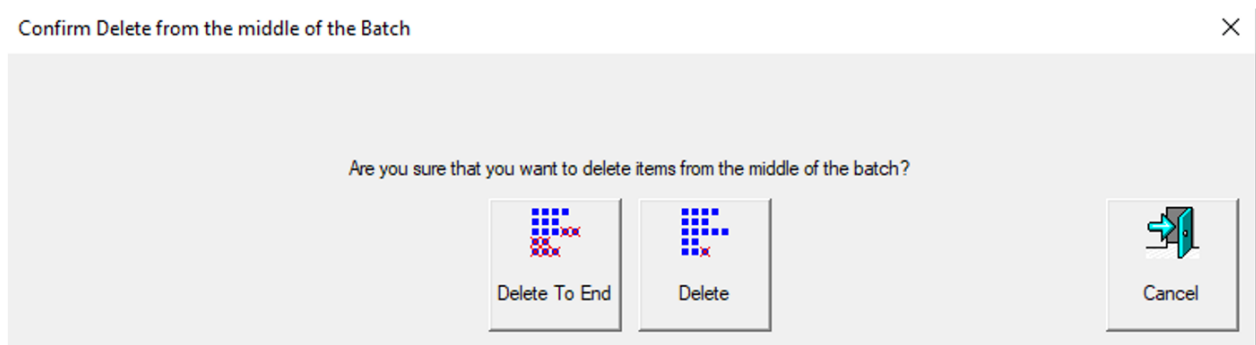 Confirm Delete from the middle of the Batch
Are you sure that you want to delete items from the middle of the batch?
Delete To End
Delete
Cancel